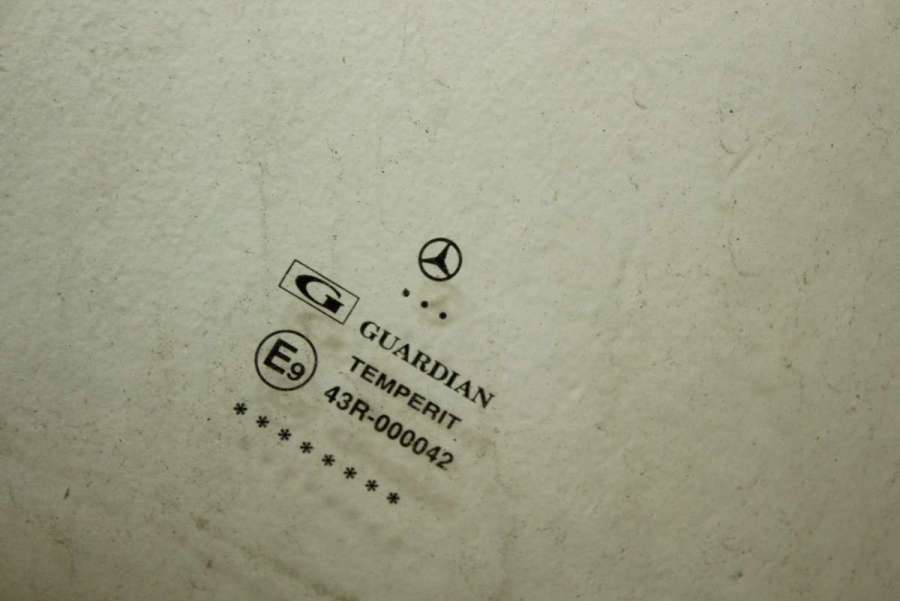 ...
G GUARDIAN
TEMPERIT
E9 43R-000042
********